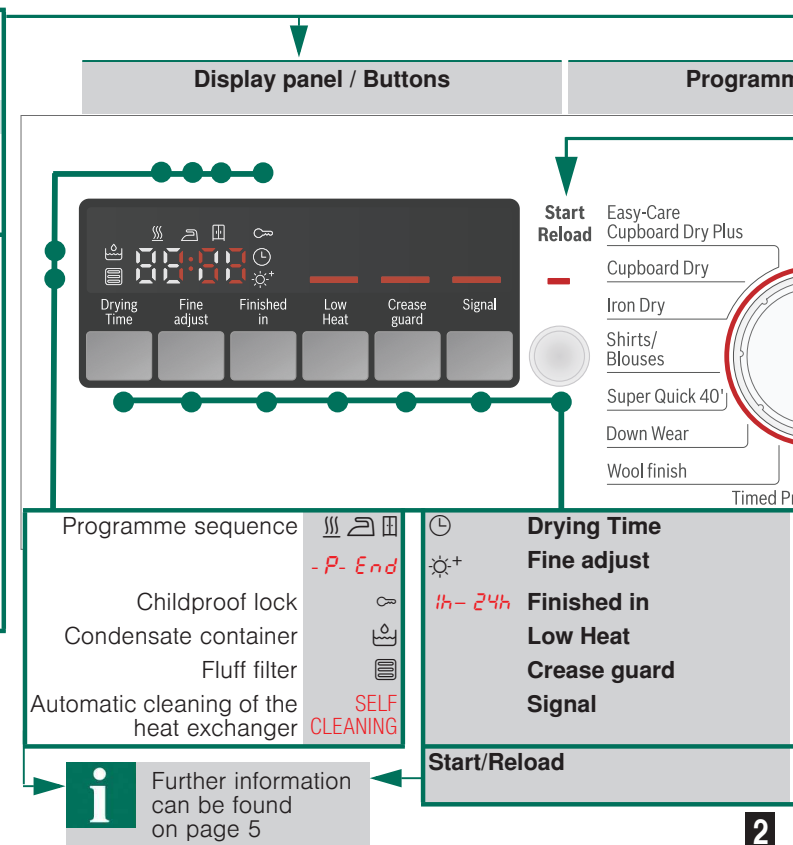 Display panel / Buttons
Programm
Start
Reload
Easy-Care
Cupboard Dry Plus
Cupboard Dry
Iron Dry
Shirts/
Blouses
Super Quick 40'
Down Wear
Wool finish
Timed Pr
Drying
Time
Fine
adjust
Finished
in
Low
Heat
Crease
guard
Signal
Programme sequence
-P- End
Childproof lock
Condensate container
Fluff filter
Automatic cleaning of the
heat exchanger
SELF
CLEANING
Drying Time
+ Fine adjust
1h– 24h Finished in
Low Heat
Crease guard
Signal
Start/Reload
i
Further information
can be found
on page 5
2